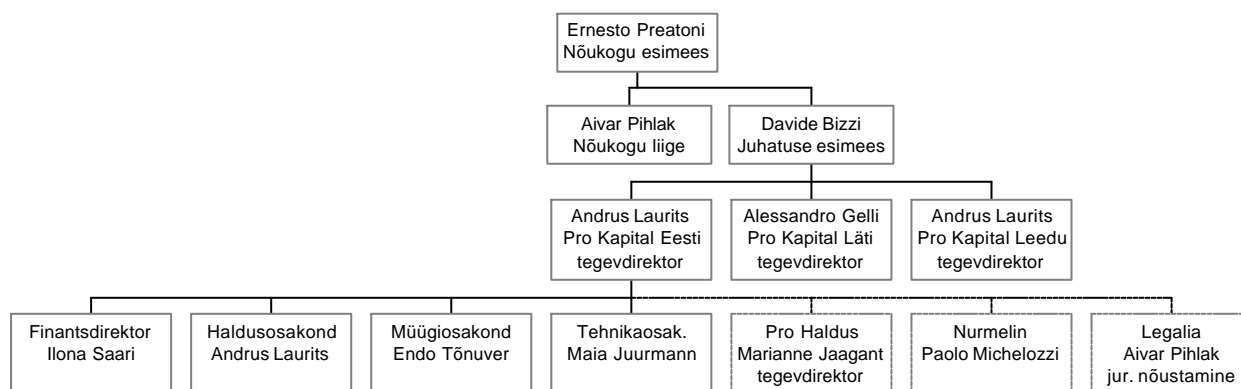 Ernesto Preatoni
Nõukogu esimees
Aivar Pihlak
Nõukogu liige
Davide Bizzi
Juhatuse esimees
Andrus Laurits
Pro Kapital Eesti
tegevdirektor
Alessandro Gelli
Pro Kapital Läti
tegevdirektor
Andrus Laurits
Pro Kapital Leedu
tegevdirektor
Finantsdirektor
Ilona Saari
Haldusosakond
Andrus Laurits
Müügiosakond
Endo Tõnuver
Tehnikaosak.
Maia Juurmann
Pro Haldus
Marianne Jaagant
tegevdirektor
Nurmelin
Paolo Michelozzi
Legalia
Aivar Pihlak
jur. nõustamine